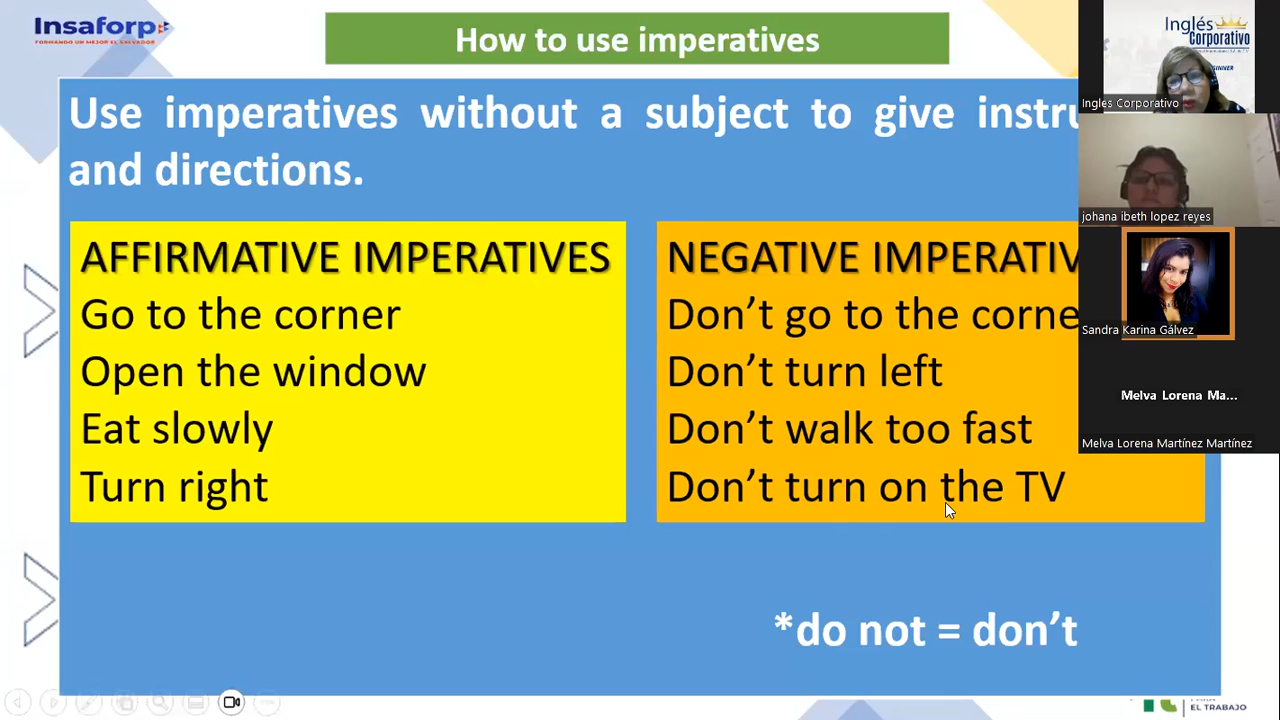 Insaforp
FORMANDO UN MEJOR EL SALVADOR
How to use imperatives
Use imperatives without a subject to give instru
and directions.
AFFIRMATIVE IMPERATIVES
Go to the corner
Open the window
Eat slowly
Turn right
NEGATIVE IMPERATIV
Don’t go to the corne
Don’t turn left
Don’t walk too fast
Don’t turn on the TV
*do not = don’t
Inglés
Corporativo
Inglés Corporativo
johana ibeth lopez reyes
Sandra Karina Gálvez
Melva Lorena Ma...
Melva Lorena Martínez Martínez
EL TRABAJO